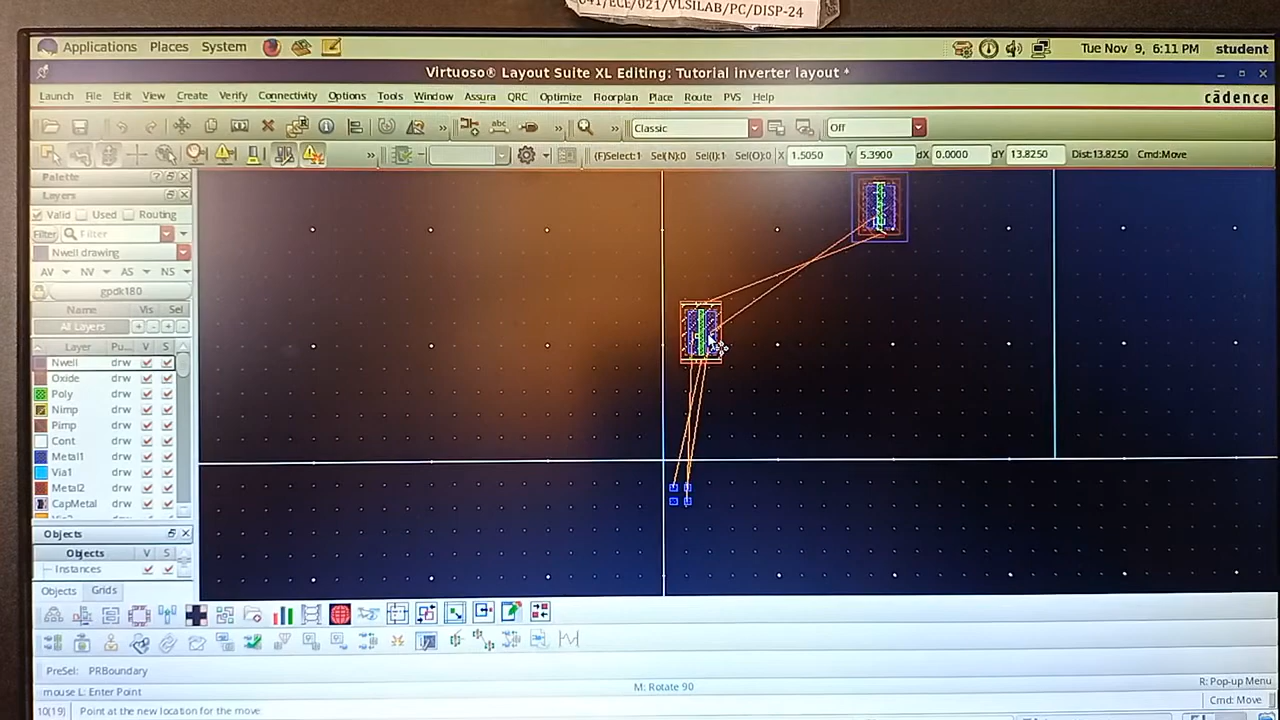 041/ECE/021/VLSILAB/PC/DISP-24
Applications Places System Tue Nov 9, 6:11 PM student
Virtuoso® Layout Suite XL Editing: Tutorial inverter layout *
Launch File Edit View Create Verify Connectivity Options Tools Window Assura QRC Optimize Floorplan Place Route PVS Help cādence
» » Classic Off
» (F)Select:1 Sel(N):0 Sel(I):1 Sel(O):0 X 1.5050 Y 5.3900 dX 0.0000 dY 13.8250 Dist:13.8250 Cmd:Move
Palette
Layers
Valid Used Routing
Filter Filter
Nwell drawing
AV NV AS NS
gpdk180
Name Vis Sel
All Layers
Layer Pu... V S
Nwell drw
Oxide drw
Poly drw
Nimp drw
Pimp drw
Cont drw
Metal1 drw
Via1 drw
Metal2 drw
CapMetal drw
Objects
Objects V S
Instances
Objects Grids
PreSel: PRBoundary
mouse L: Enter Point M: Rotate 90 R: Pop-up Menu
10(19) Point at the new location for the move Cmd: Move